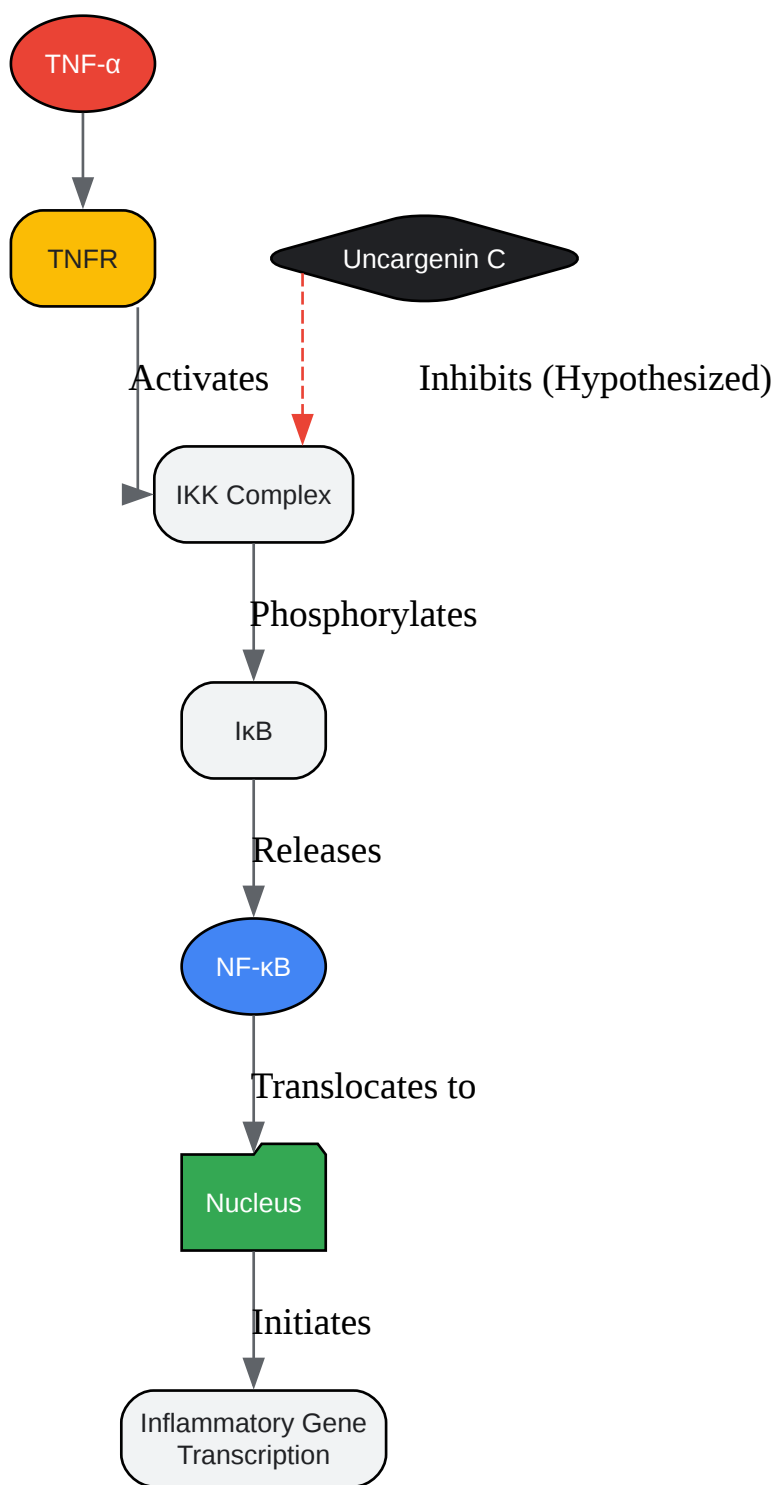 TNF-α
TNFR
Uncargenin C
Activates
Inhibits (Hypothesized)
IKK Complex
Phosphorylates
IκB
Releases
NF-κB
Translocates to
Nucleus
Initiates
Inflammatory Gene
Transcription